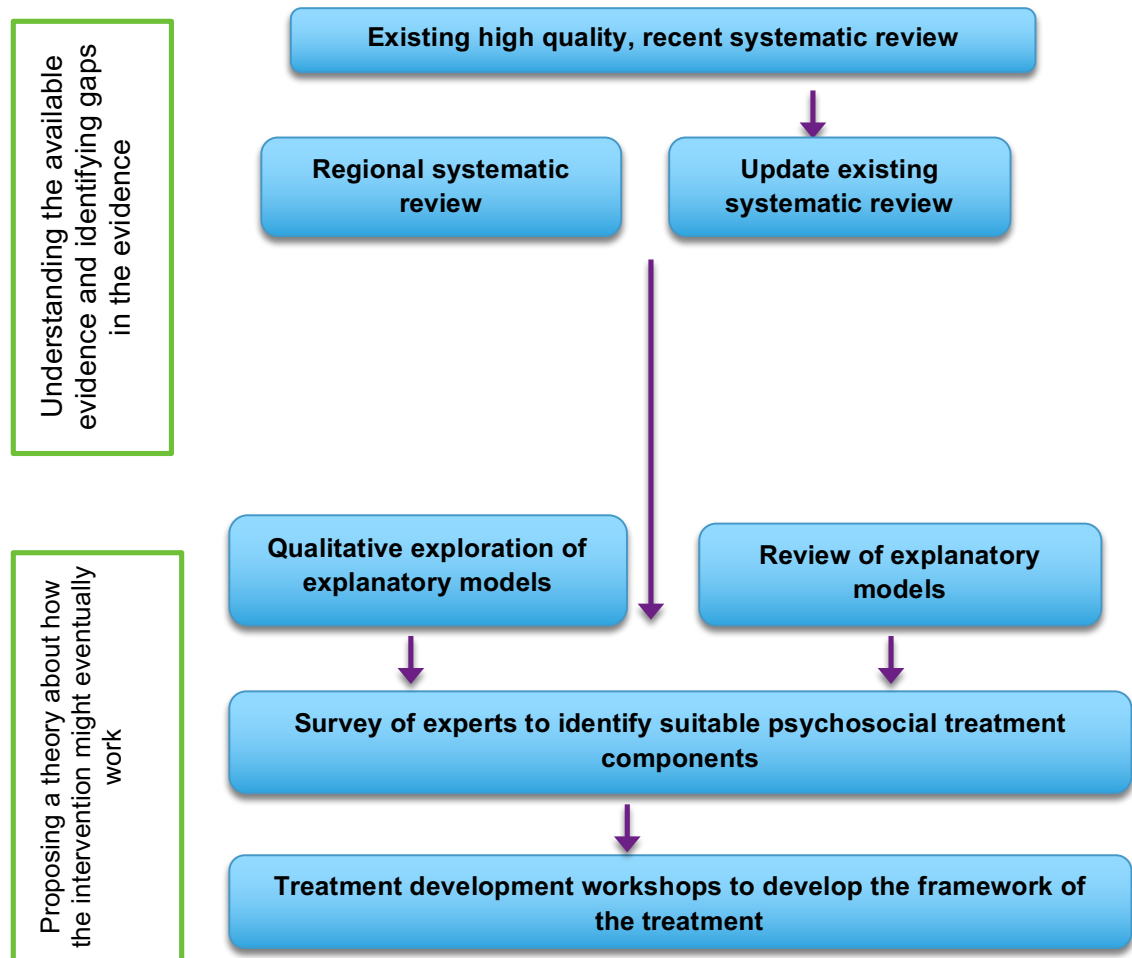 Understanding the available
evidence and identifying gaps
in the evidence
Existing high quality, recent systematic review
Regional systematic
review
Update existing
systematic review
Proposing a theory about how
the intervention might eventually
work
Qualitative exploration of
explanatory models
Review of explanatory
models
Survey of experts to identify suitable psychosocial treatment
components
Treatment development workshops to develop the framework of
the treatment